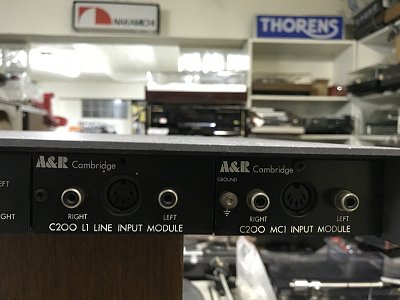 NAKAMICHI
THORENS
LEFT
RIGHT
A&R Cambridge
RIGHT
LEFT
C200 L1 LINE INPUT MODULE
A&R Cambridge
GROUND
RIGHT
LEFT
C200 MC1 INPUT MODULE